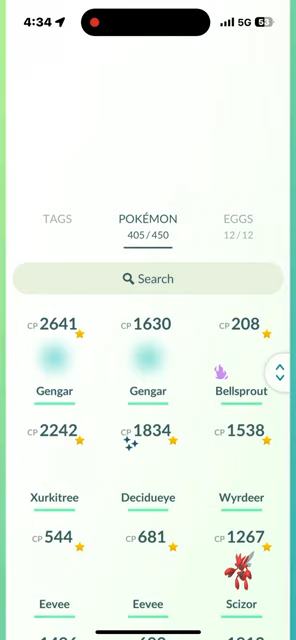 4:34 5G 53
TAGS POKÉMON EGGS
405/450 12/12
Search
CP 2641 CP 1630 CP 208
Gengar Gengar Bellsprout
CP 2242 CP 1834 CP 1538
Xurkitree Decidueye Wyrdeer
CP 544 CP 681 CP 1267
Eevee Eevee Scizor